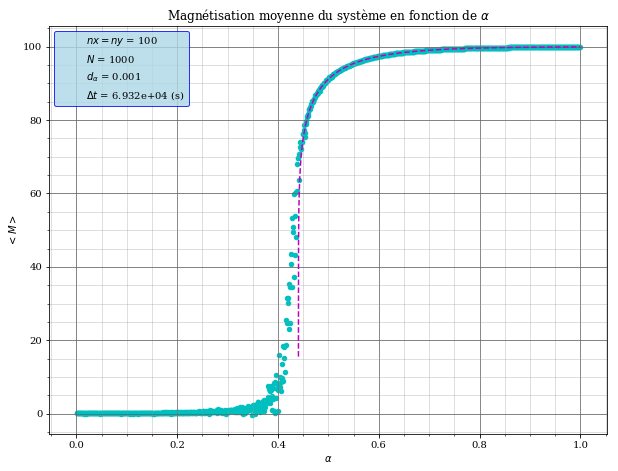 Magnétisation moyenne du système en fonction de α
nx = ny = 100
N = 1000
dα = 0.001
Δt = 6.932e+04 (s)
100
80
60
40
20
0
< M >
0.0 0.2 0.4 0.6 0.8 1.0
α